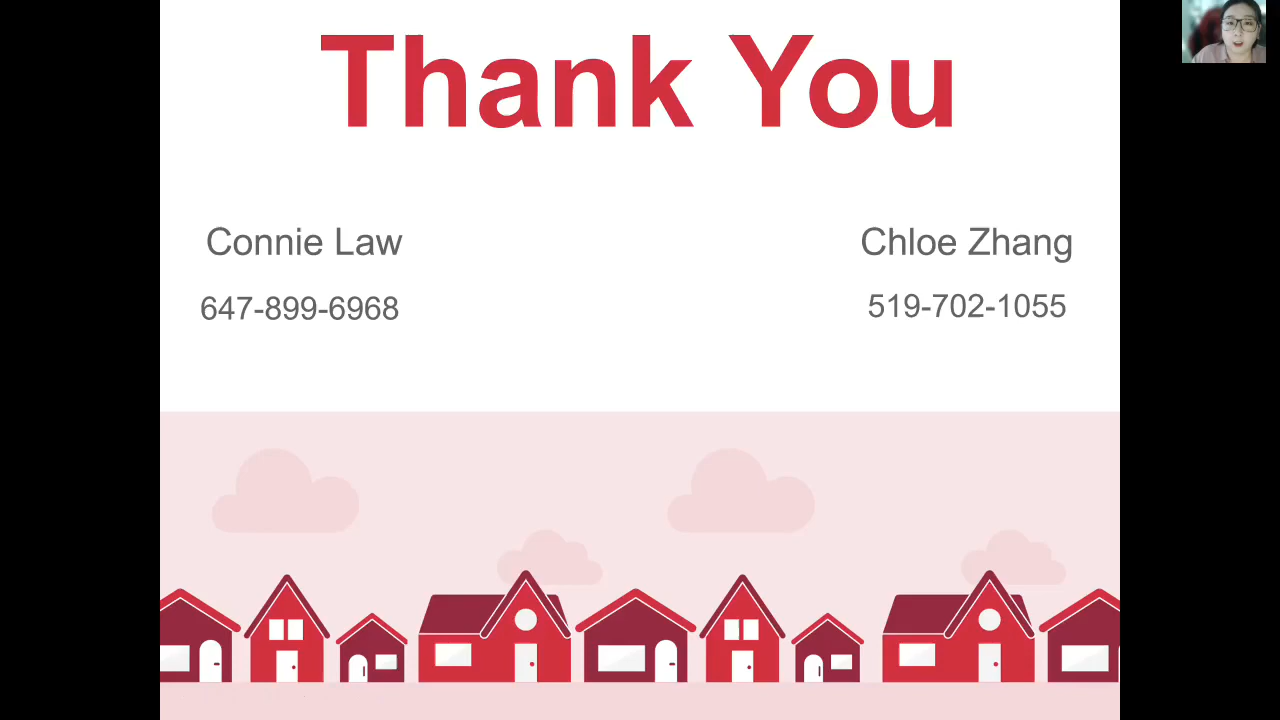 Thank You
Connie Law
Chloe Zhang
647-899-6968
519-702-1055